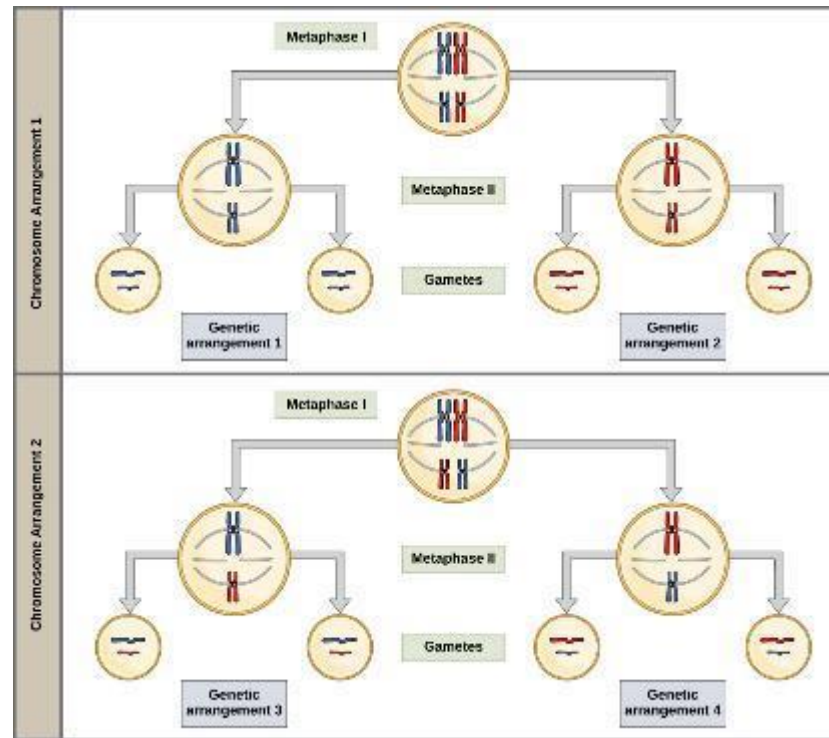 Chromosome Arrangement 1
Metaphase I
Metaphase II
Gametes
Genetic
arrangement 1
Genetic
arrangement 2
Chromosome Arrangement 2
Metaphase I
Metaphase II
Gametes
Genetic
arrangement 3
Genetic
arrangement 4